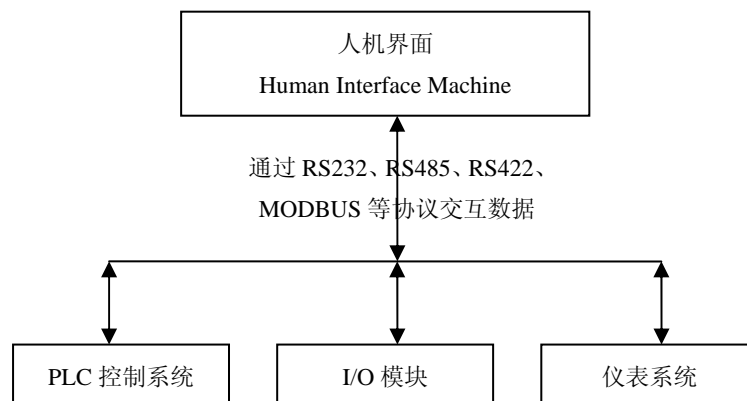 人机界面
Human Interface Machine
通过 RS232、RS485、RS422、
MODBUS 等协议交互数据
PLC 控制系统
I/O 模块
仪表系统